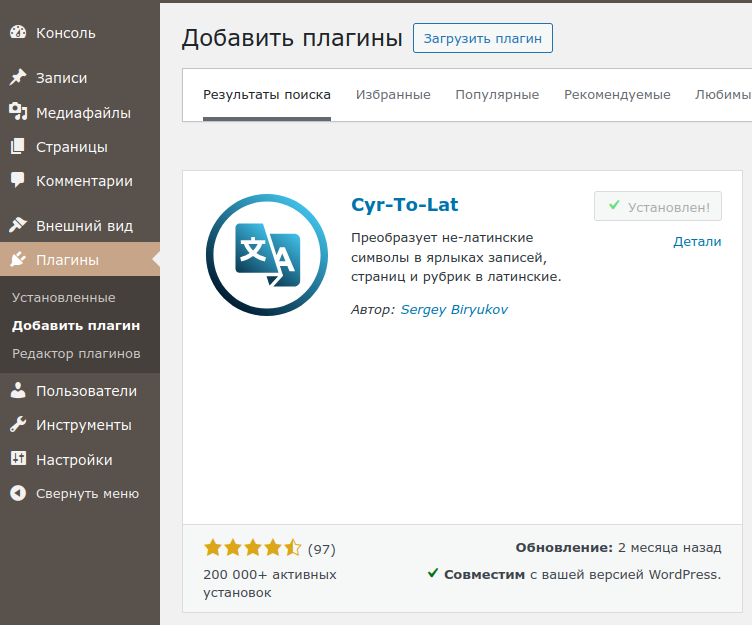 Консоль
Записи
Медиафайлы
Страницы
Комментарии
Внешний вид
Плагины
Установленные
Добавить плагин
Редактор плагинов
Пользователи
Инструменты
Настройки
Свернуть меню
Добавить плагины Загрузить плагин
Результаты поиска Избранные Популярные Рекомендуемые Любимы
文A
Cyr-To-Lat
Установлен!
Детали
Преобразует не-латинские
символы в ярлыках записей,
страниц и рубрик в латинские.
Автор: Sergey Biryukov
(97)
200 000+ активных
установок
Обновление: 2 месяца назад
Совместим с вашей версией WordPress.